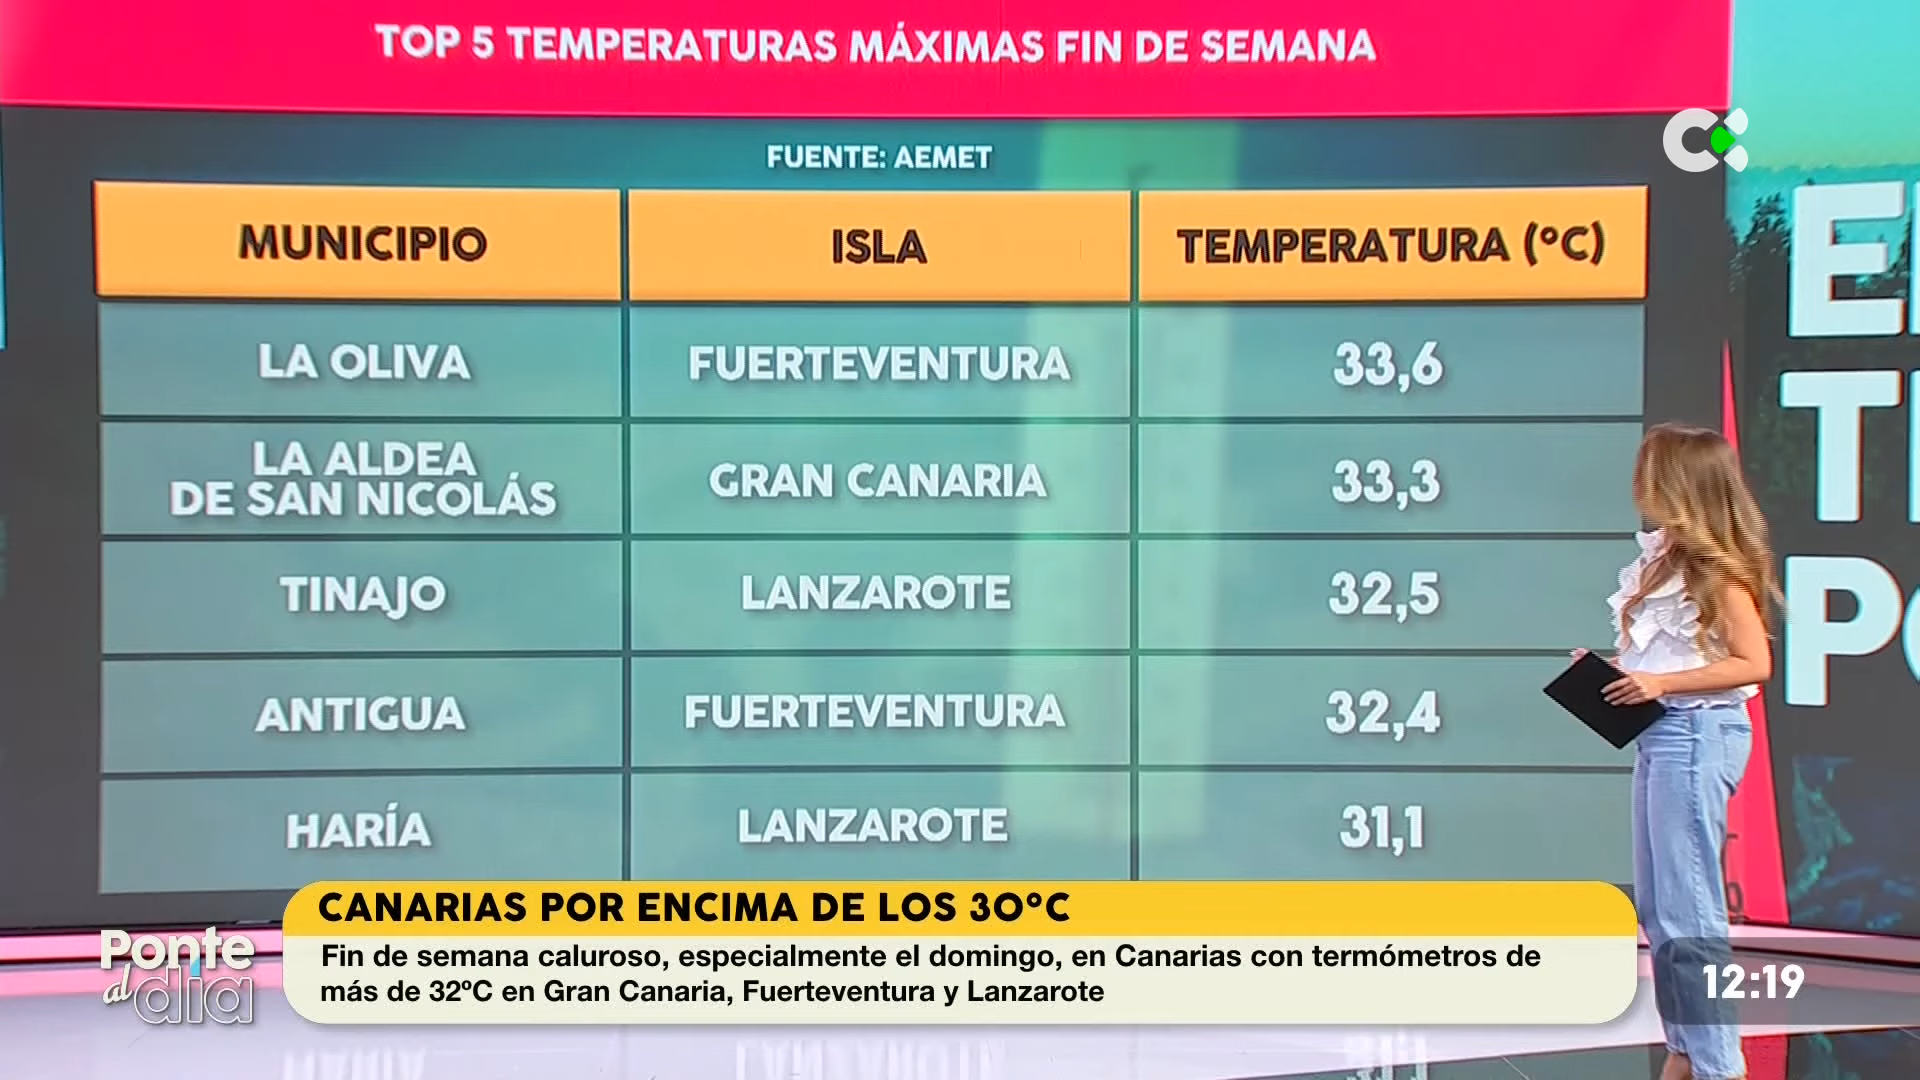 TOP 5 TEMPERATURAS MÁXIMAS FIN DE SEMANA
FUENTE: AEMET
MUNICIPIO ISLA TEMPERATURA (ºC)
LA OLIVA FUERTEVENTURA 33,6
LA ALDEA
DE SAN NICOLÁS GRAN CANARIA 33,3
TINAJO LANZAROTE 32,5
ANTIGUA FUERTEVENTURA 32,4
HARÍA LANZAROTE 31,1
CANARIAS POR ENCIMA DE LOS 30ºC
Fin de semana caluroso, especialmente el domingo, en Canarias con termómetros de
más de 32ºC en Gran Canaria, Fuerteventura y Lanzarote
Ponte
al día
12:19